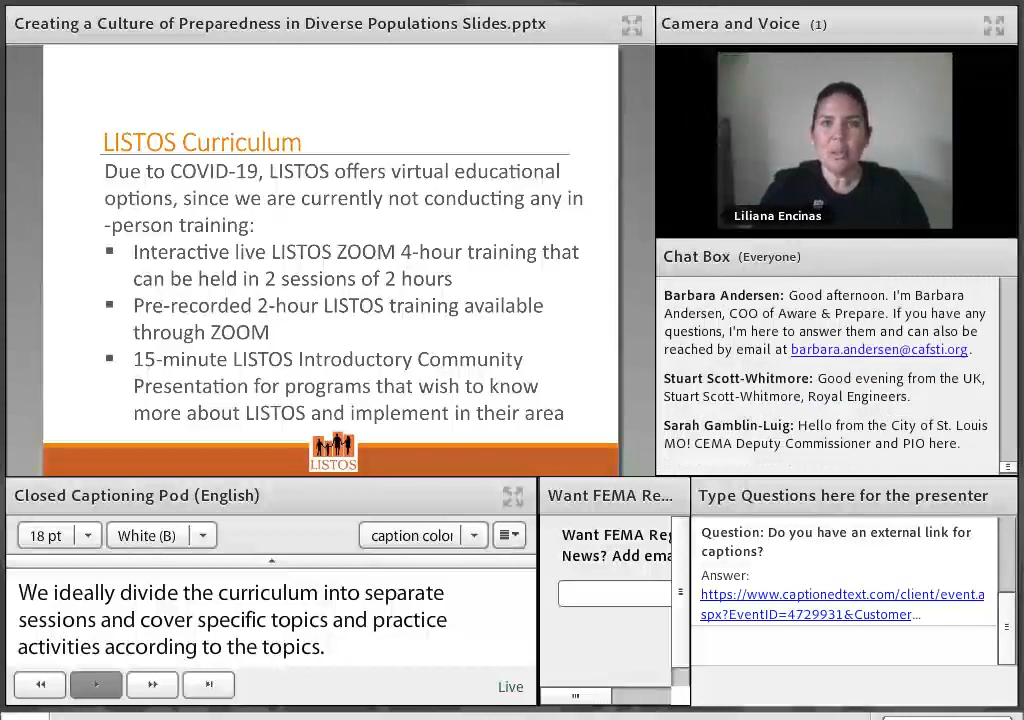 Creating a Culture of Preparedness in Diverse Populations Slides.pptx
LISTOS Curriculum
Due to COVID-19, LISTOS offers virtual educational
options, since we are currently not conducting any in
-person training:
▪ Interactive live LISTOS ZOOM 4-hour training that
can be held in 2 sessions of 2 hours
▪ Pre-recorded 2-hour LISTOS training available
through ZOOM
▪ 15-minute LISTOS Introductory Community
Presentation for programs that wish to know
more about LISTOS and implement in their area
LISTOS
Camera and Voice (1)
Liliana Encinas
Chat Box (Everyone)
Barbara Andersen: Good afternoon. I'm Barbara
Andersen, COO of Aware & Prepare. If you have any
questions, I'm here to answer them and can also be
reached by email at barbara.andersen@cafsti.org.
Stuart Scott-Whitmore: Good evening from the UK,
Stuart Scott-Whitmore, Royal Engineers.
Sarah Gamblin-Luig: Hello from the City of St. Louis
MO! CEMA Deputy Commissioner and PIO here.
Closed Captioning Pod (English)
18 pt
White (B)
caption color
We ideally divide the curriculum into separate
sessions and cover specific topics and practice
activities according to the topics.
Live
Want FEMA Re...
Want FEMA Reg
News? Add ema
Type Questions here for the presenter
Question: Do you have an external link for
captions?
Answer:
https://www.captionedtext.com/client/event.a
spx?EventID=4729931&Customer...